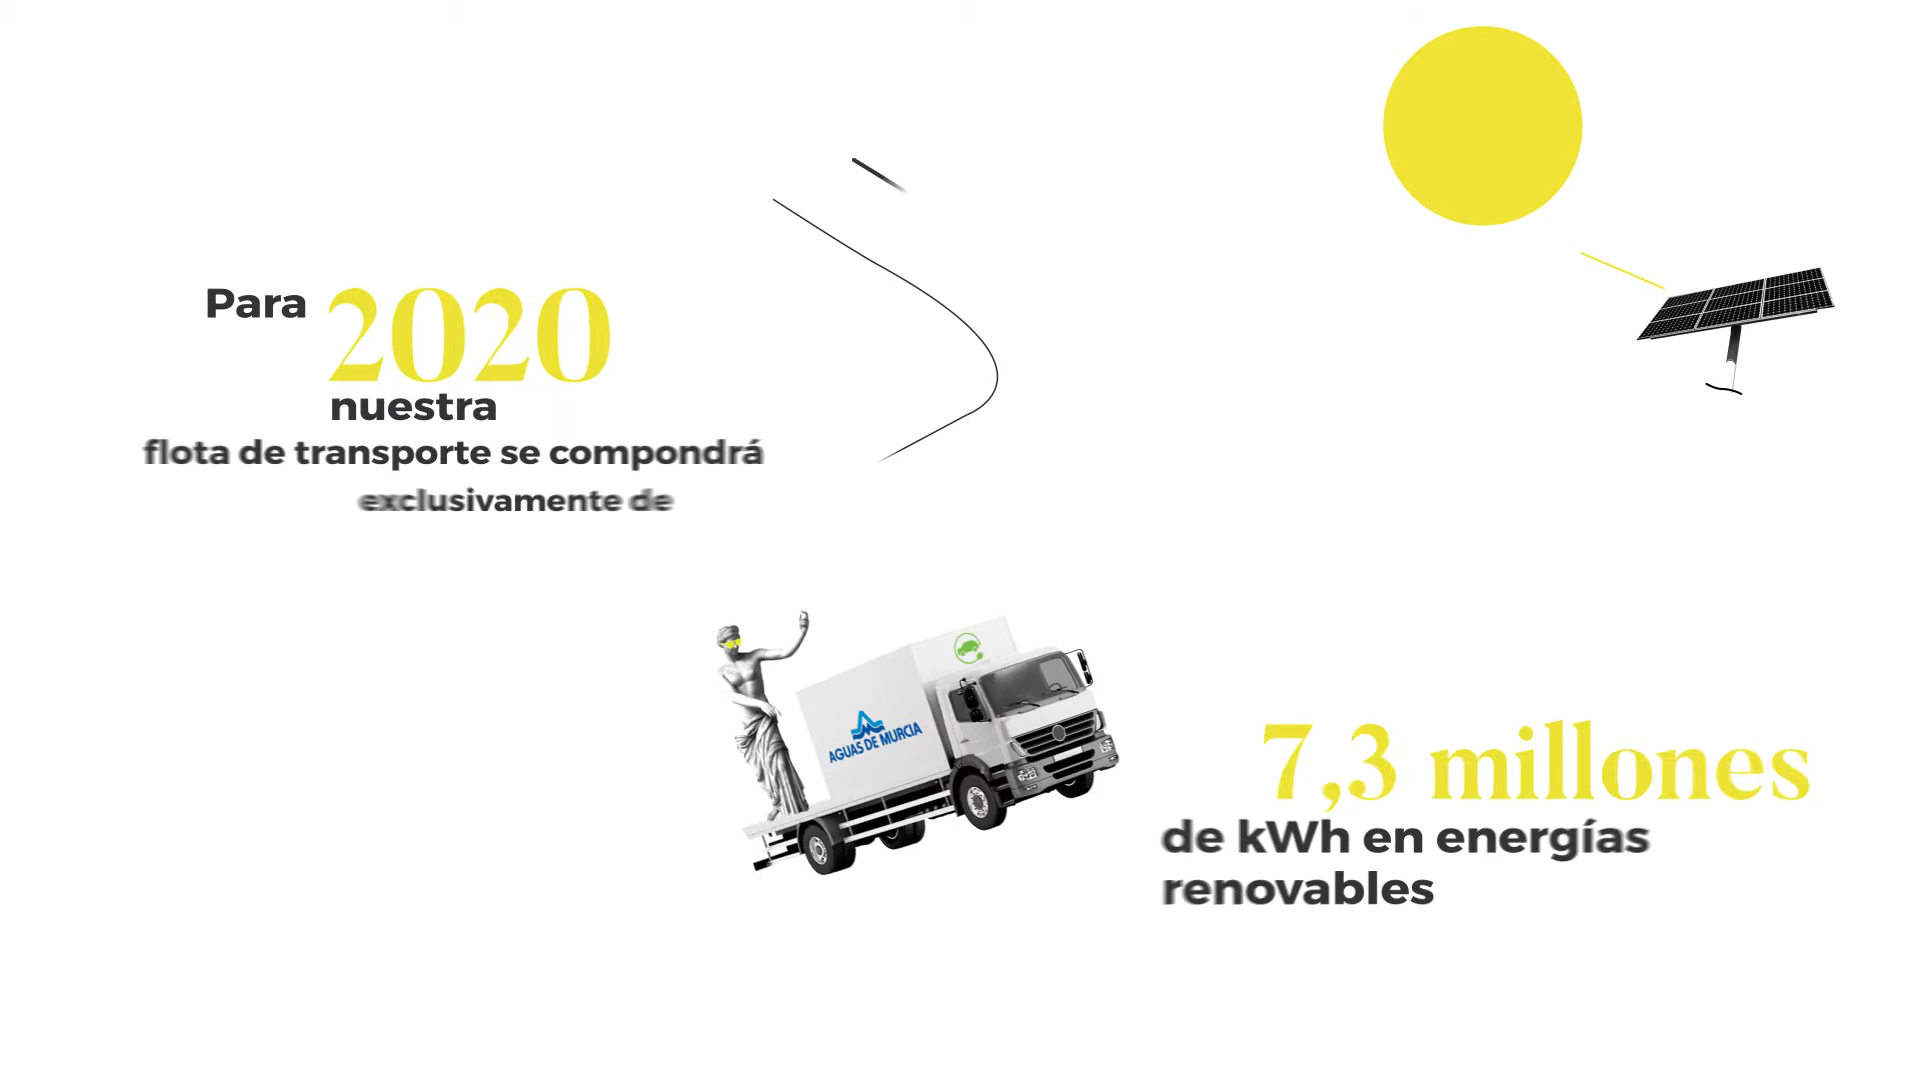 Para 2020
nuestra
flota de transporte se compondrá
exclusivamente de
AGUAS DE MURCIA
7,3 millones
de kWh en energías
renovables